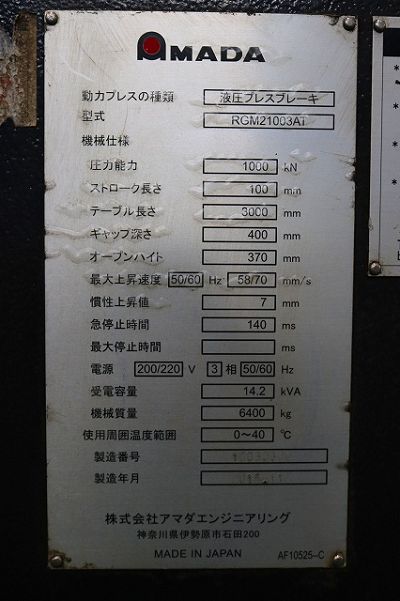 AMADA
動力プレスの種類 液圧プレスブレーキ
型式 RGM21003AT
機械仕様
圧力能力 1000 kN
ストローク長さ 100 mm
テーブル長さ 3000 mm
ギャップ深さ 400 mm
オープンハイト 370 mm
最大上昇速度 50/60 Hz 58/70 mm/s
慣性上昇値 7 mm
急停止時間 140 ms
最大停止時間 ms
電源 200/220 V 3 相 50/60 Hz
受電容量 14.2 kVA
機械質量 6400 kg
使用周囲温度範囲 0～40 ℃
製造番号
製造年月
株式会社アマダエンジニアリング
神奈川県伊勢原市石田200
MADE IN JAPAN AF10525-C